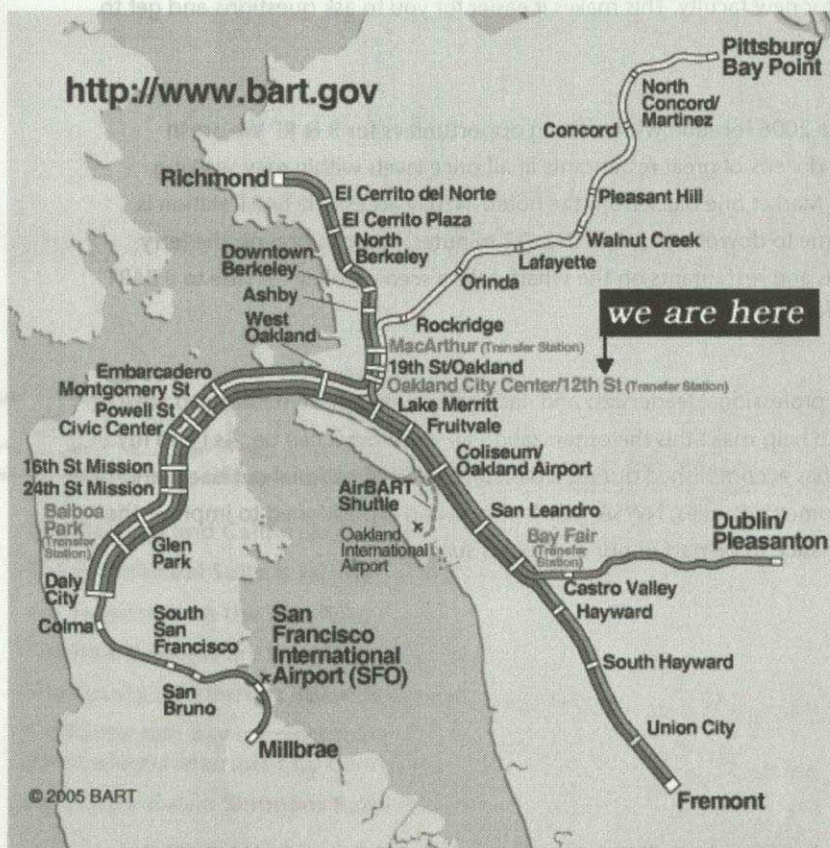 http://www.bart.gov
Pittsburg/
Bay Point
North
Concord/
Martinez
Concord
Pleasant Hill
Walnut Creek
Lafayette
Orinda
Rockridge
Richmond
El Cerrito del Norte
El Cerrito Plaza
North
Berkeley
Downtown
Berkeley
Ashby
West
Oakland
we are here
MacArthur (Transfer Station)
19th St/Oakland
Oakland City Center/12th St (Transfer Station)
Lake Merritt
Fruitvale
Coliseum/
Oakland Airport
Embarcadero
Montgomery St
Powell St
Civic Center
16th St Mission
24th St Mission
Balboa
Park
(Transfer
Station)
Glen
Park
Daly
City
Colma
South
San
Francisco
San
Bruno
San
Francisco
International
Airport (SFO)
Millbrae
AirBART
Shuttle
Oakland
International
Airport
San Leandro
Bay Fair
(Transfer
Station)
Dublin/
Pleasanton
Castro Valley
Hayward
South Hayward
Union City
Fremont
© 2005 BART